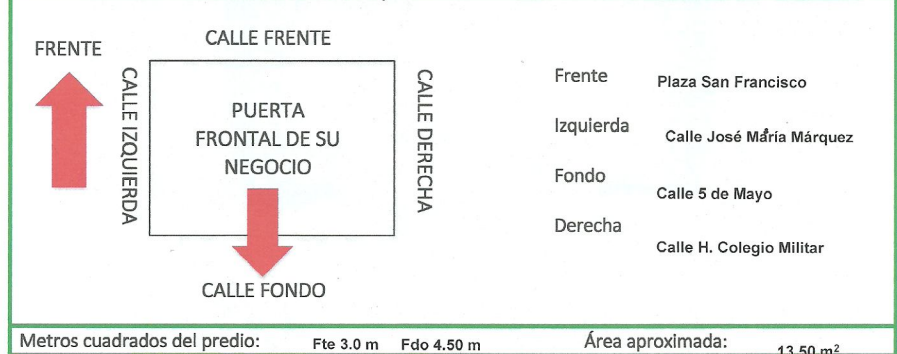 FRENTE
CALLE FRENTE
CALLE IZQUIERDA
PUERTA
FRONTAL DE SU
NEGOCIO
CALLE DERECHA
CALLE FONDO
Frente Plaza San Francisco
Izquierda Calle José María Márquez
Fondo Calle 5 de Mayo
Derecha Calle H. Colegio Militar
Metros cuadrados del predio: Fte 3.0 m Fdo 4.50 m Área aproximada: 13.50 m²